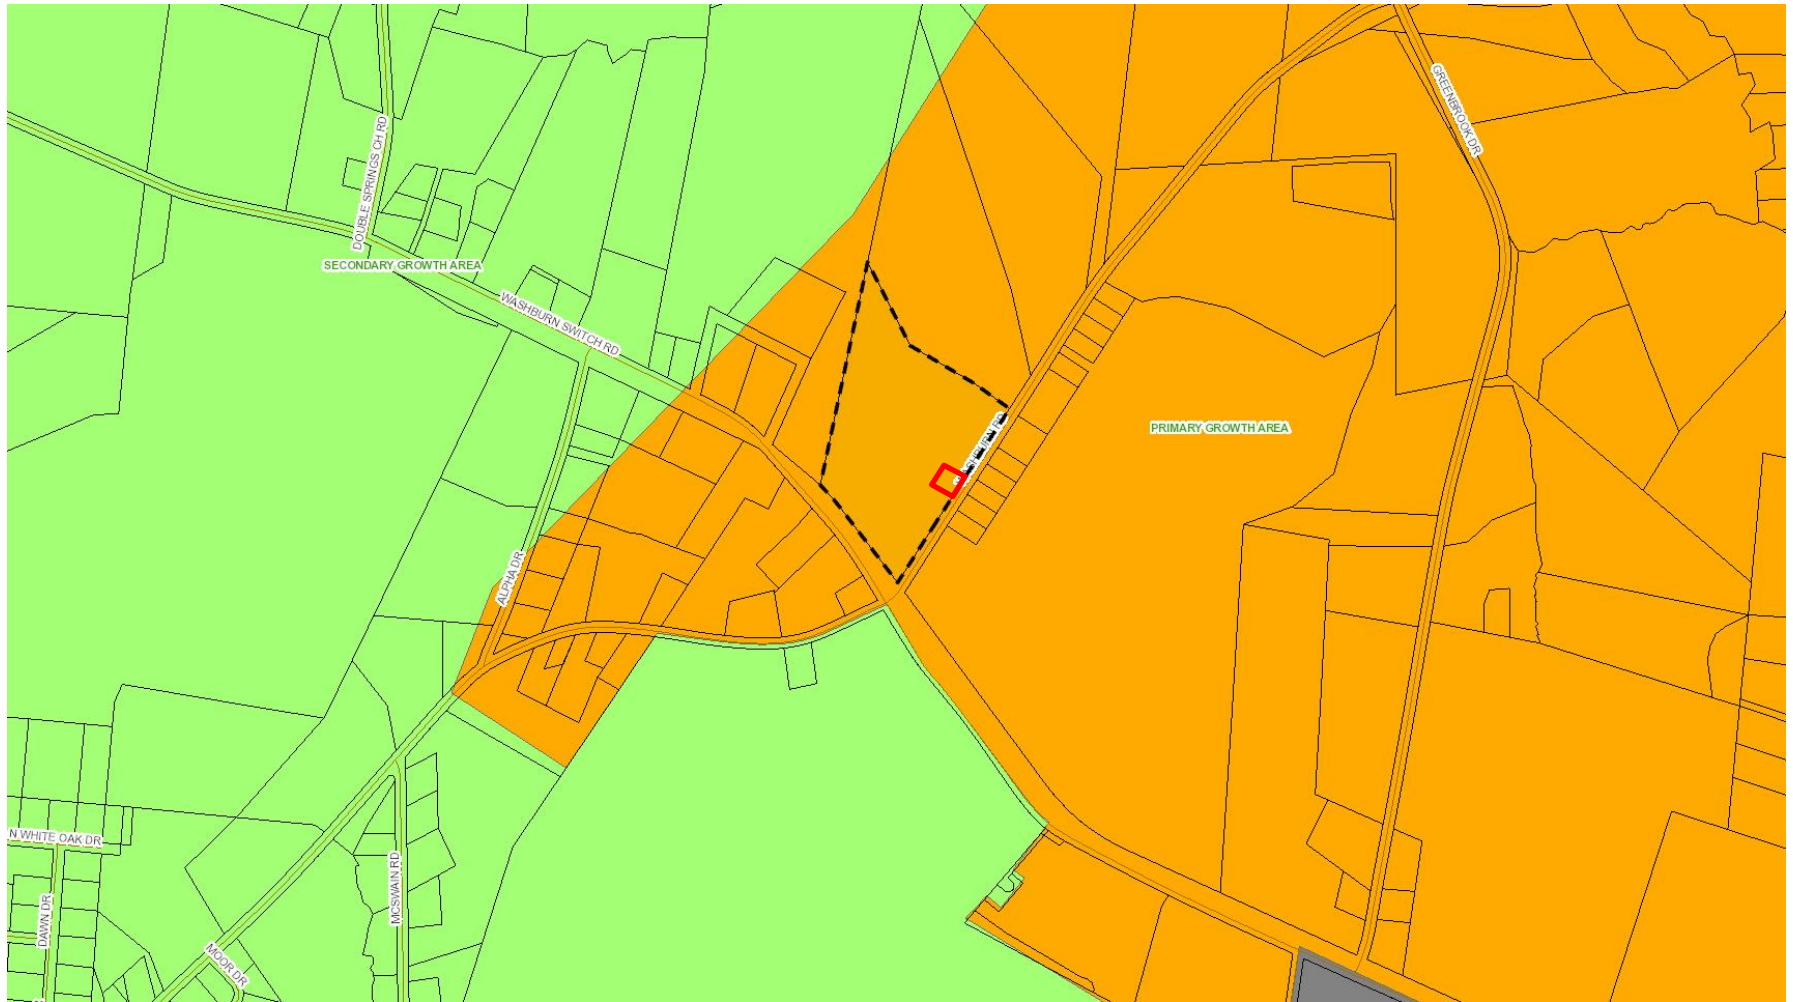 GREENBROOK DR
DOUBLE SPRINGS CH RD
SECONDARY GROWTH AREA
WASHBURN SWITCH RD
PRIMARY GROWTH AREA
RD
ALPHA DR
N WHITE OAK DR
MCSWAIN RD
DAWN DR
MOOR DR